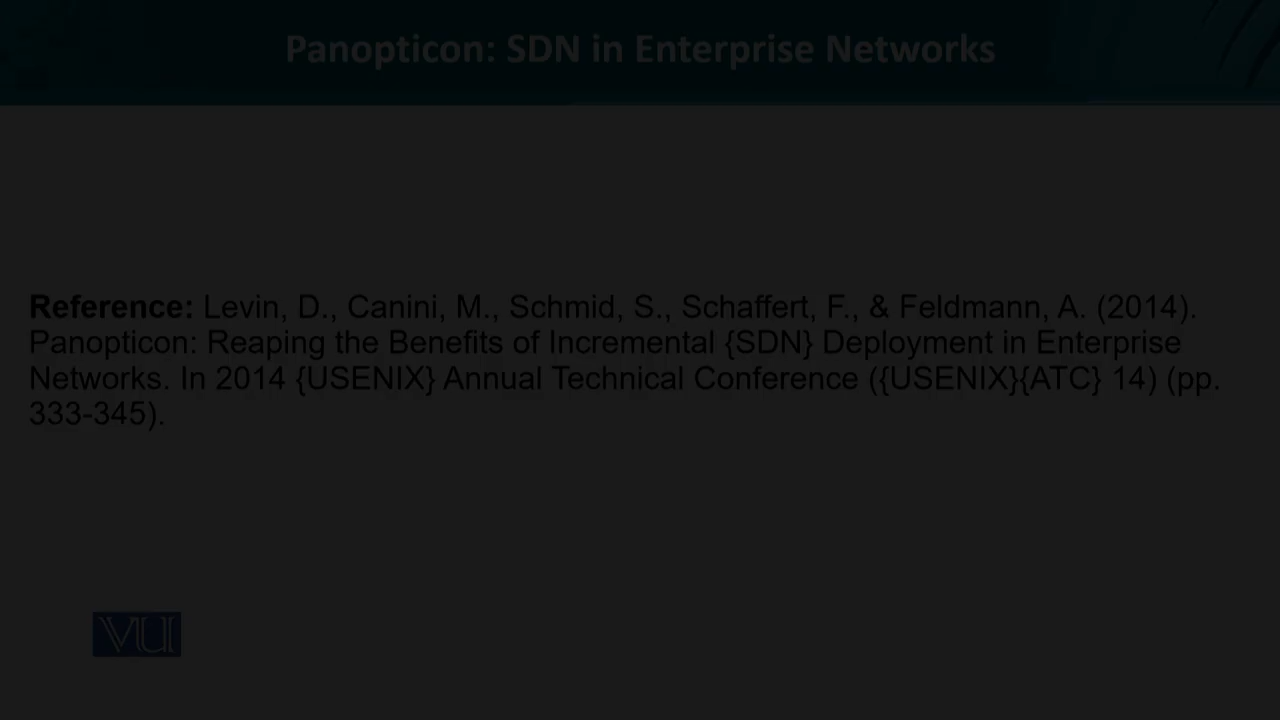 Panopticon: SDN in Enterprise Networks
Reference: Levin, D., Canini, M., Schmid, S., Schaffert, F., & Feldmann, A. (2014).
Panopticon: Reaping the Benefits of Incremental {SDN} Deployment in Enterprise
Networks. In 2014 {USENIX} Annual Technical Conference ({USENIX}{ATC} 14) (pp.
333-345).
VU